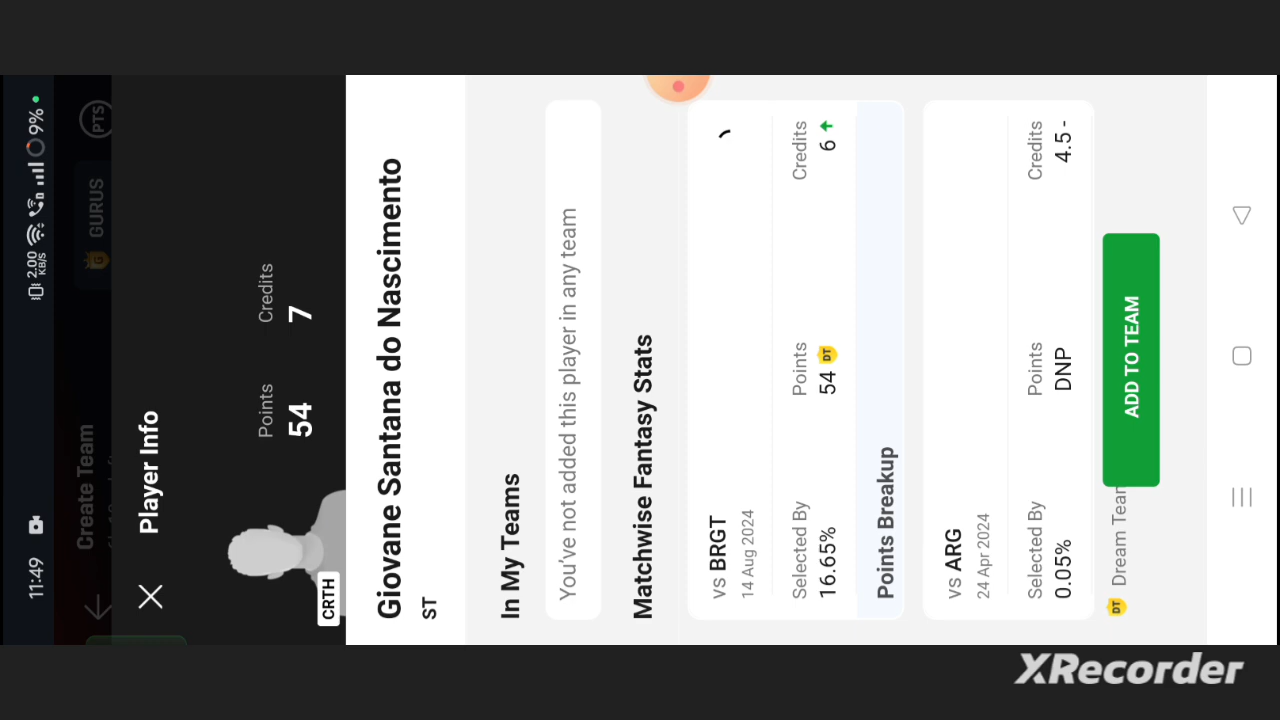 11:49
2.00
KB/S
9%
Create Team
PTS
GURUS
Player Info
Points
Credits
54
7
CRTH
Giovane Santana do Nascimento
ST
In My Teams
You've not added this player in any team
Matchwise Fantasy Stats
vs BRGT
14 Aug 2024
Selected By
Points
Credits
16.65%
54 DT
6
Points Breakup
vs ARG
24 Apr 2024
Selected By
Points
Credits
0.05%
DNP
4.5 -
DT Dream Team
ADD TO TEAM
XRecorder